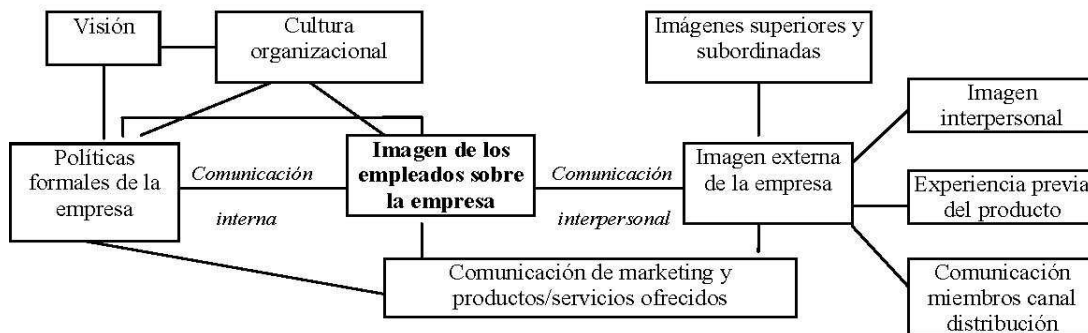 Visión
Cultura
organizacional
Imágenes superiores y
subordinadas
Imagen
interpersonal
Políticas
formales de la
empresa
Comunicación
interna
Imagen de los
empleados sobre
la empresa
Comunicación
interpersonal
Imagen externa
de la empresa
Experiencia previa
del producto
Comunicación de marketing y
productos/servicios ofrecidos
Comunicación
miembros canal
distribución